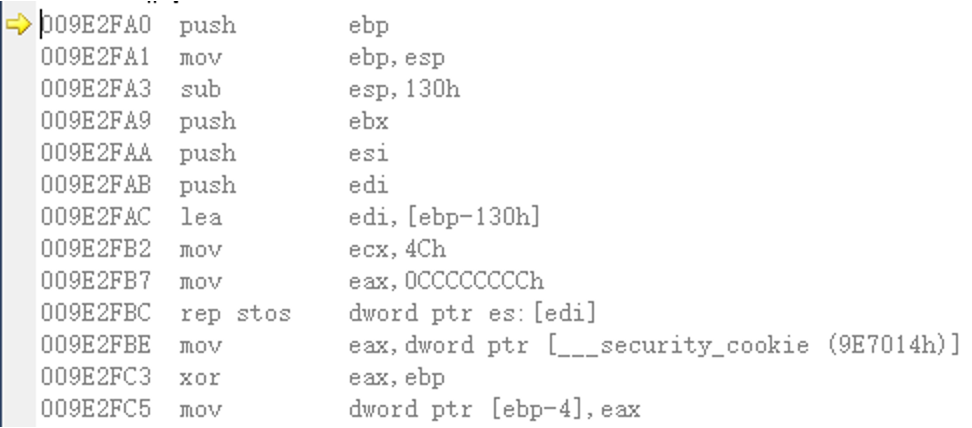 009E2FA0 push ebp
009E2FA1 mov ebp,esp
009E2FA3 sub esp,130h
009E2FA9 push ebx
009E2FAA push esi
009E2FAB push edi
009E2FAC lea edi,[ebp-130h]
009E2FB2 mov ecx,4Ch
009E2FB7 mov eax,0CCCCCCCCh
009E2FBC rep stos dword ptr es:[edi]
009E2FBE mov eax,dword ptr [___security_cookie (9E7014h)]
009E2FC3 xor eax,ebp
009E2FC5 mov dword ptr [ebp-4],eax